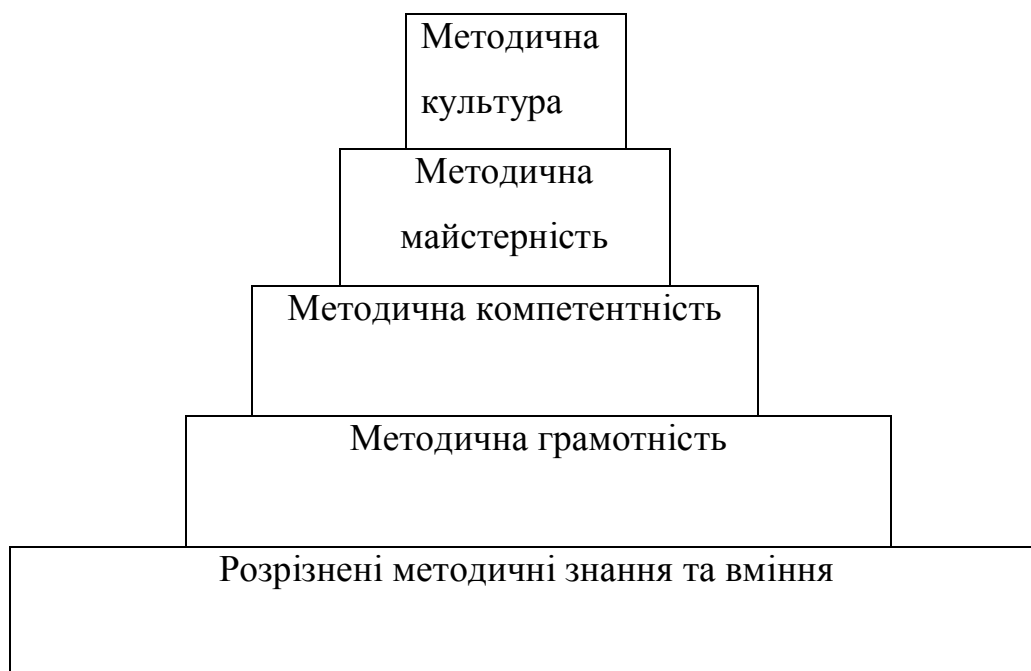 Методична
культура
Методична
майстерність
Методична компетентність
Методична грамотність
Розрізнені методичні знання та вміння